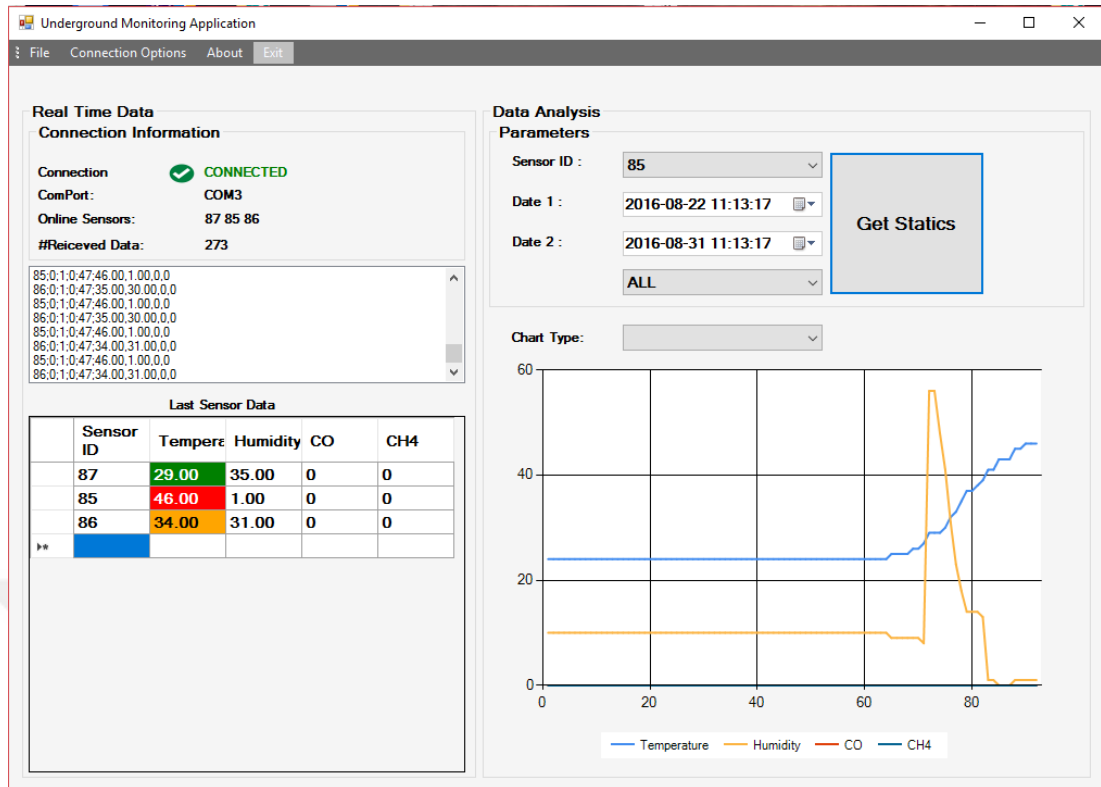 Underground Monitoring Application
File Connection Options About Exit
Real Time Data
Connection Information
Connection CONNECTED
ComPort: COM3
Online Sensors: 87 85 86
#Reiceved Data: 273
85;0;1;0;47;46.00,1.00,0,0
86;0;1;0;47;35.00,30.00,0,0
85;0;1;0;47;46.00,1.00,0,0
86;0;1;0;47;35.00,30.00,0,0
85;0;1;0;47;46.00,1.00,0,0
86;0;1;0;47;34.00,31.00,0,0
85;0;1;0;47;46.00,1.00,0,0
86;0;1;0;47;34.00,31.00,0,0
Last Sensor Data
Sensor ID Tempera Humidity CO CH4
87 29.00 35.00 0 0
85 46.00 1.00 0 0
86 34.00 31.00 0 0
Data Analysis
Parameters
Sensor ID : 85
Date 1 : 2016-08-22 11:13:17
Date 2 : 2016-08-31 11:13:17
ALL
Get Statics
Chart Type:
60
40
20
0
0 20 40 60 80
Temperature Humidity CO CH4